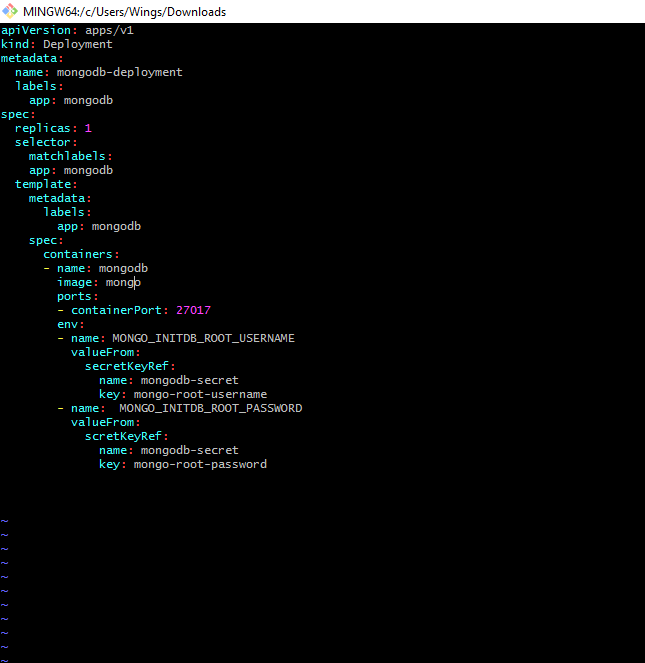 MINGW64:/c/Users/Wings/Downloads
apiVersion: apps/v1
kind: Deployment
metadata:
  name: mongodb-deployment
  labels:
    app: mongodb
spec:
  replicas: 1
  selector:
    matchlabels:
    app: mongodb
  template:
    metadata:
      labels:
        app: mongodb
    spec:
      containers:
      - name: mongodb
        image: mongo
        ports:
        - containerPort: 27017
        env:
        - name: MONGO_INITDB_ROOT_USERNAME
          valueFrom:
            secretKeyRef:
              name: mongodb-secret
              key: mongo-root-username
        - name:  MONGO_INITDB_ROOT_PASSWORD
          valueFrom:
            scretKeyRef:
              name: mongodb-secret
              key: mongo-root-password
~
~
~
~
~
~
~
~
~
~
~